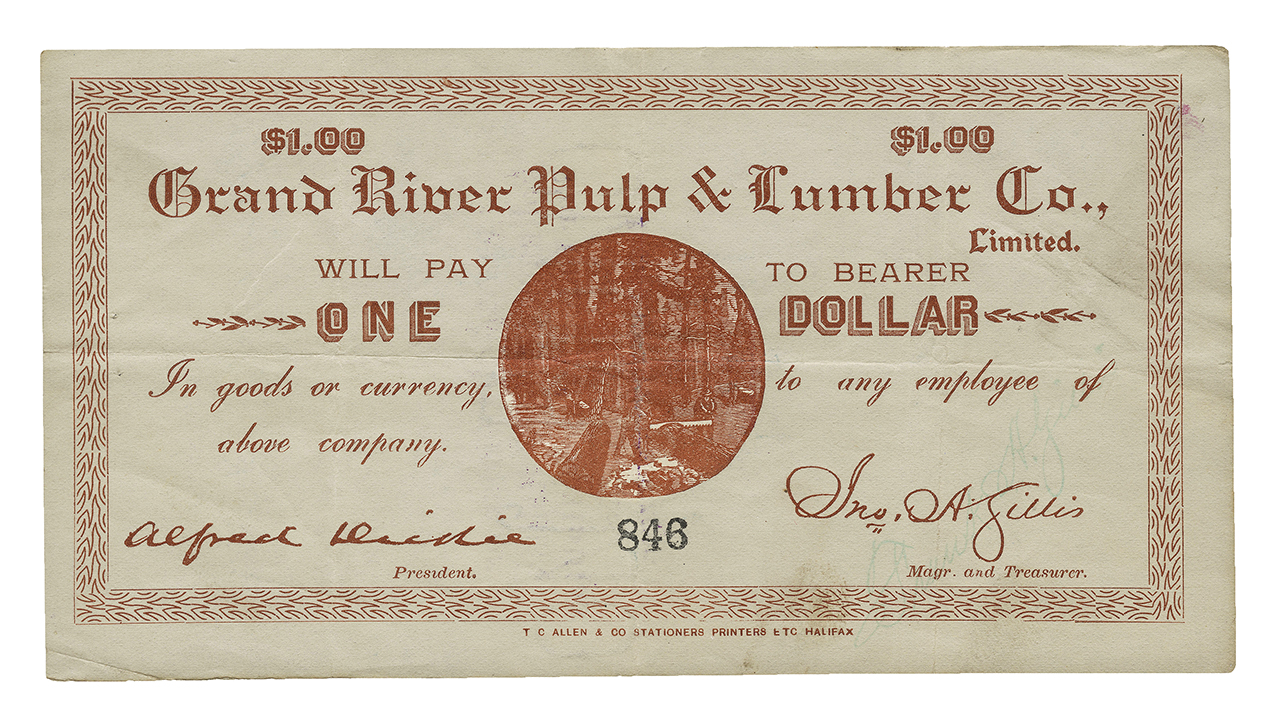 $1.00 $1.00
Grand River Pulp & Lumber Co.,
Limited.
WILL PAY TO BEARER
ONE DOLLAR
In goods or currency, to any employee of
above company.
Alfred Dickie Jno. A. Gillis
846
President. Magr. and Treasurer.
T C ALLEN & CO STATIONERS PRINTERS ETC HALIFAX